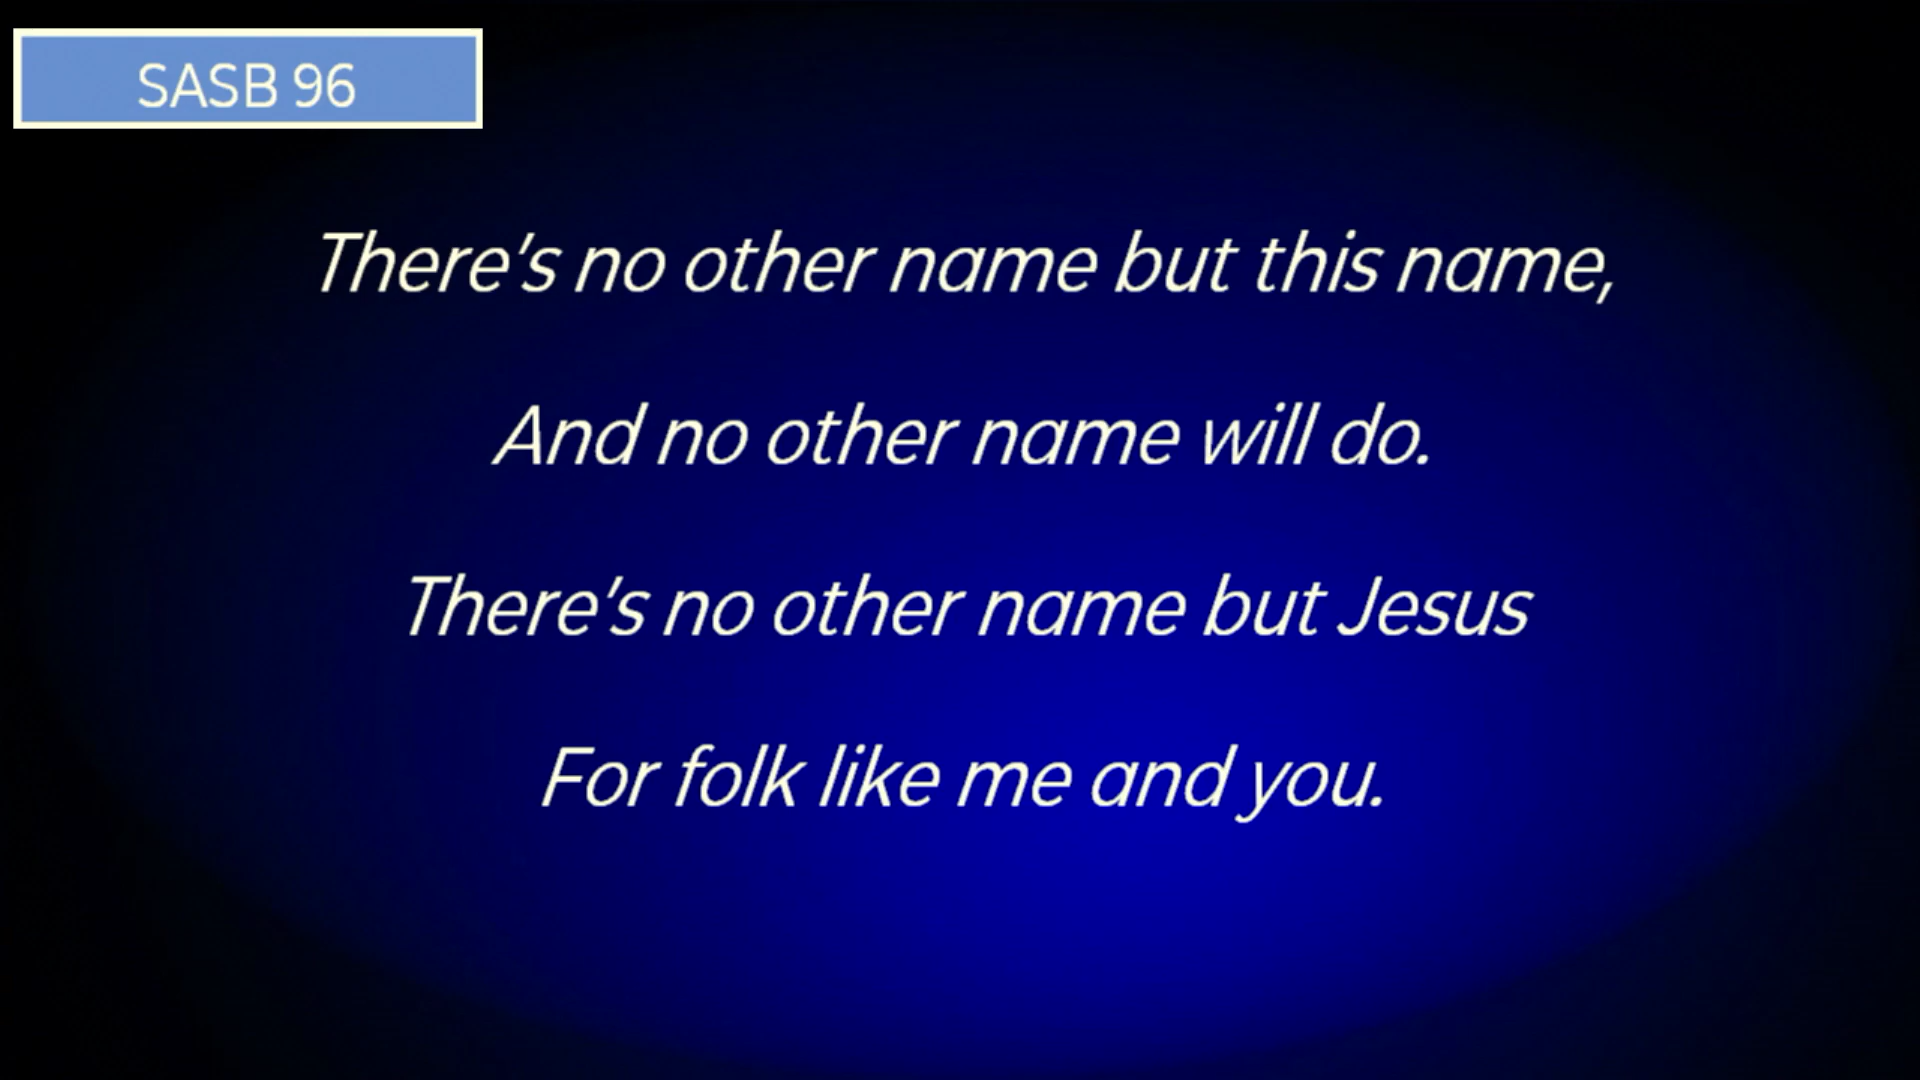 SASB 96
There's no other name but this name,
And no other name will do.
There's no other name but Jesus
For folk like me and you.